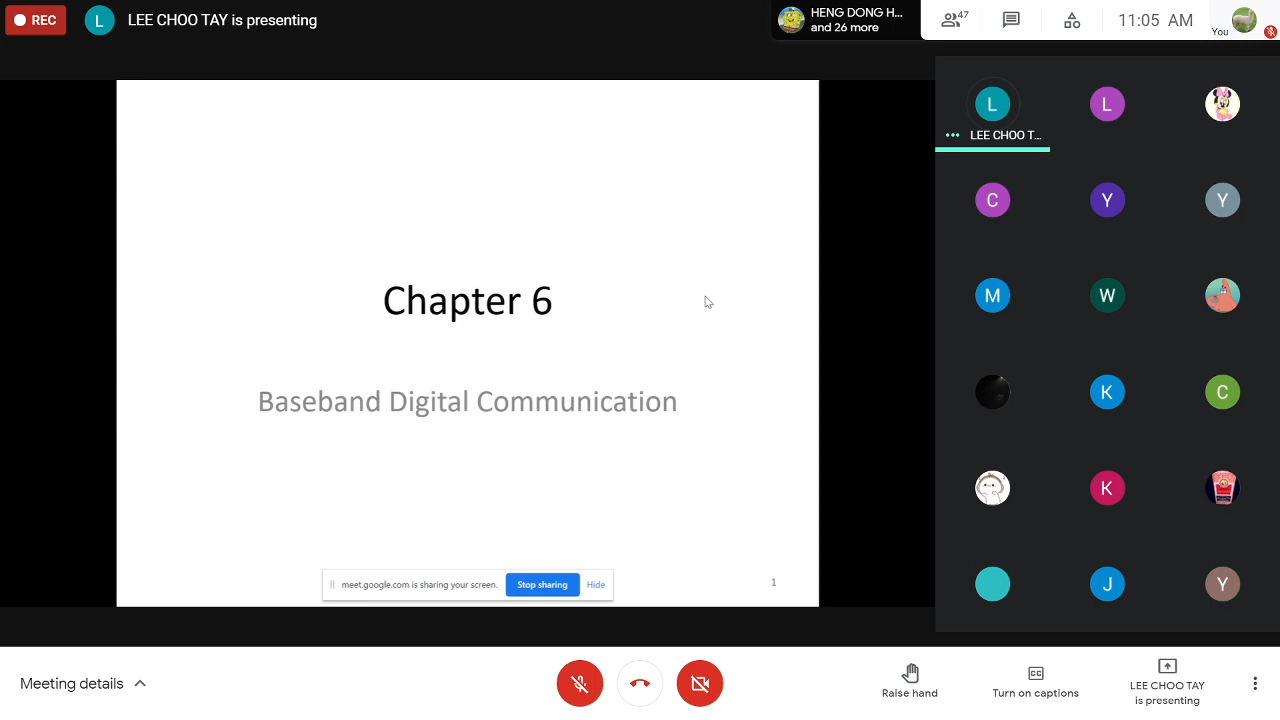 REC
L
LEE CHOO TAY is presenting
HENG DONG H...
and 26 more
47
11:05 AM
You
L
LEE CHOO T...
L
C
Y
Y
M
W
K
C
K
J
Y
Chapter 6
Baseband Digital Communication
meet.google.com is sharing your screen.
Stop sharing
Hide
1
Meeting details
Raise hand
Turn on captions
LEE CHOO TAY
is presenting